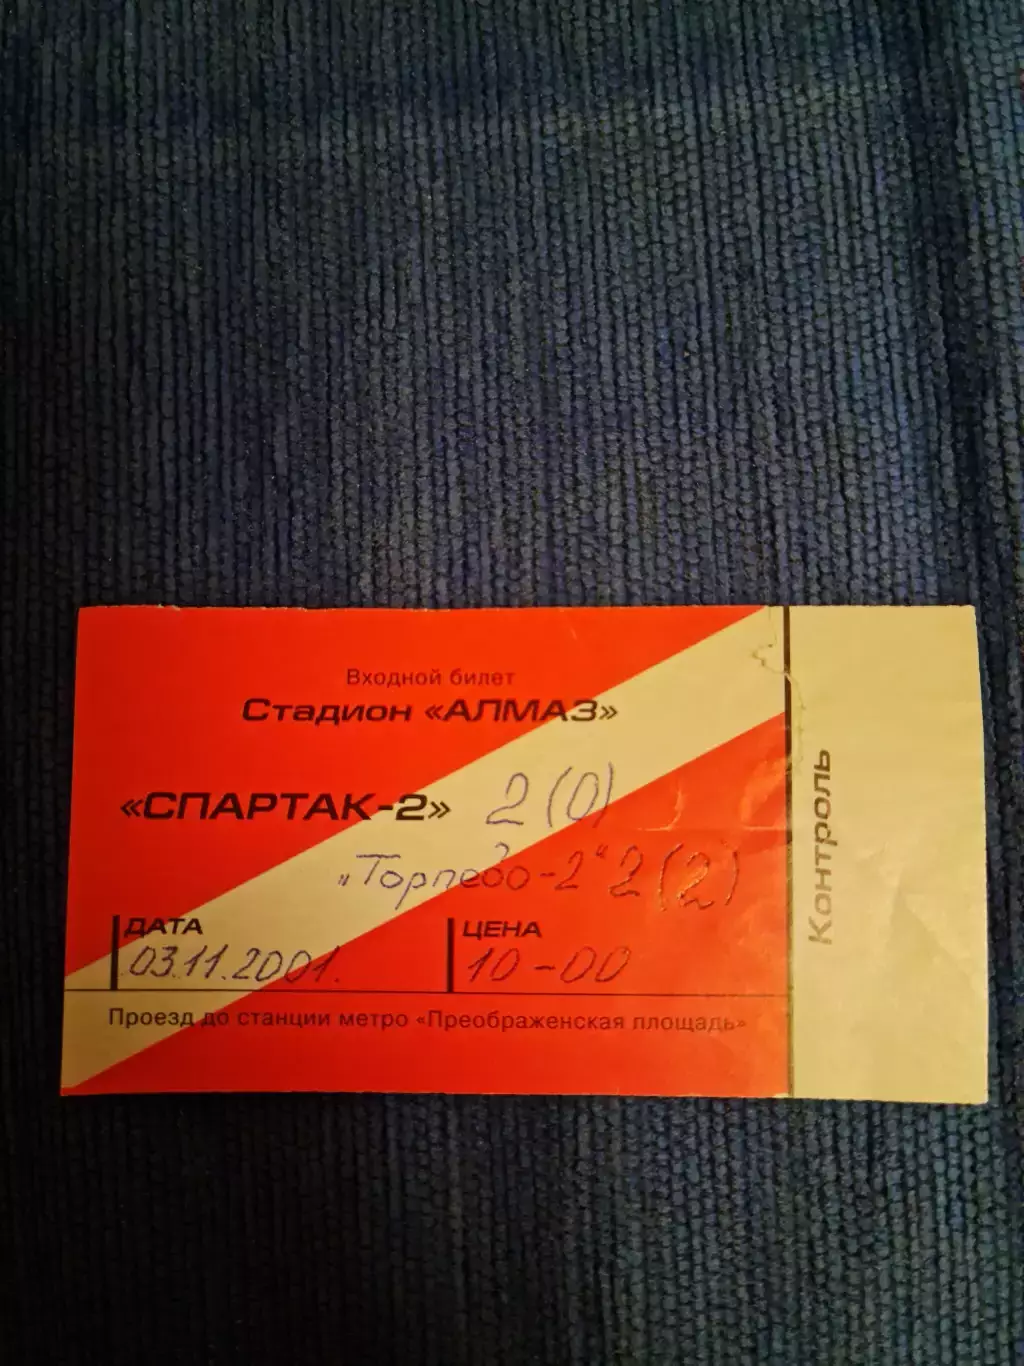 Входной билет
Стадион «АЛМАЗ»
«СПАРТАК-2» 2(0)
„Торпедо-2" 2(2)
ДАТА ЦЕНА
03.11.2001. 10-00
Проезд до станции метро «Преображенская площадь»
Контроль